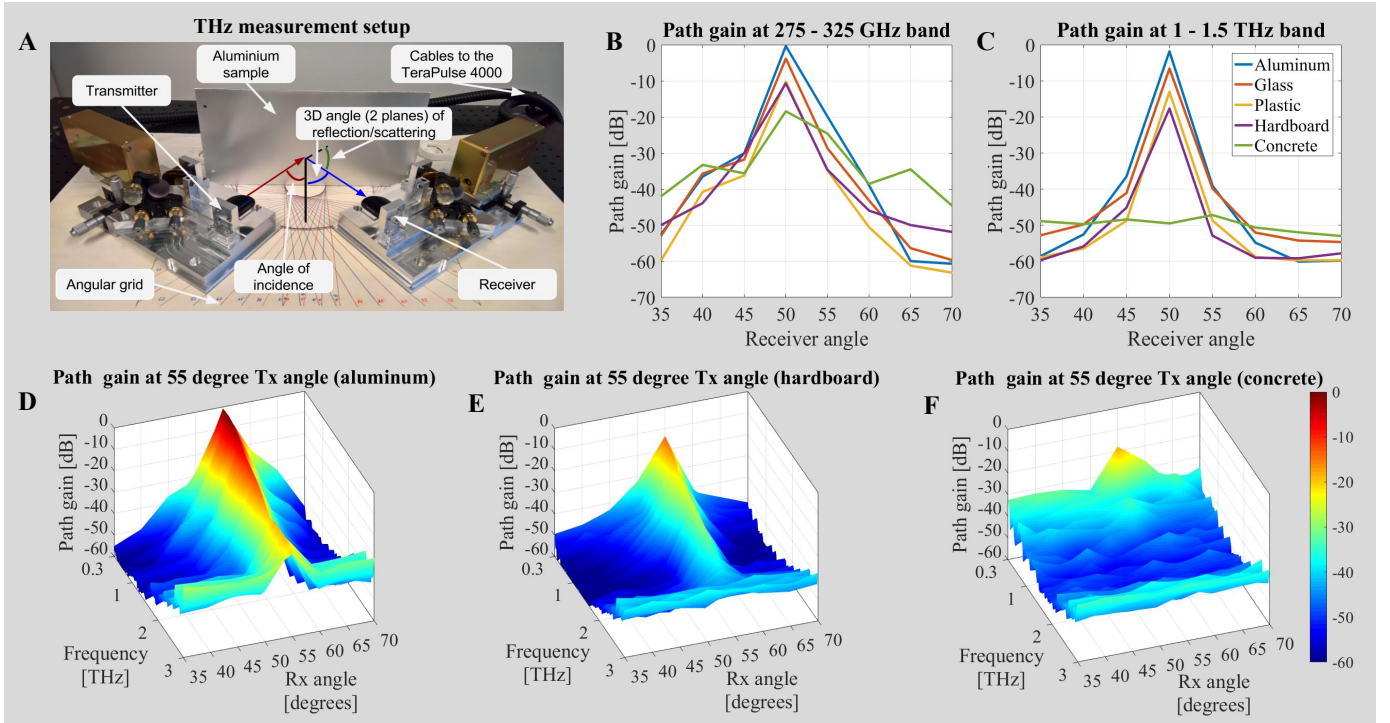 THz measurement setup
A
Aluminium
sample
Cables to the
TeraPulse 4000
Transmitter
3D angle (2 planes) of
reflection/scattering
Angular grid
Angle of
incidence
Receiver
B
Path gain at 275 - 325 GHz band
Path gain [dB]
0
-10
-20
-30
-40
-50
-60
-70
35 40 45 50 55 60 65 70
Receiver angle
C
Path gain at 1 - 1.5 THz band
Path gain [dB]
0
-10
-20
-30
-40
-50
-60
-70
35 40 45 50 55 60 65 70
Receiver angle
Aluminum
Glass
Plastic
Hardboard
Concrete
Path gain at 55 degree Tx angle (aluminum)
D
Path gain [dB]
0
-10
-20
-30
-40
-50
-60
0.3
1
2
3
Frequency
[THz]
35 40 45 50 55 60 65 70
Rx angle
[degrees]
Path gain at 55 degree Tx angle (hardboard)
E
Path gain [dB]
0
-10
-20
-30
-40
-50
-60
0.3
1
2
3
Frequency
[THz]
35 40 45 50 55 60 65 70
Rx angle
[degrees]
Path gain at 55 degree Tx angle (concrete)
F
Path gain [dB]
0
-10
-20
-30
-40
-50
-60
0.3
1
2
3
Frequency
[THz]
35 40 45 50 55 60 65 70
Rx angle
[degrees]
0
-10
-20
-30
-40
-50
-60